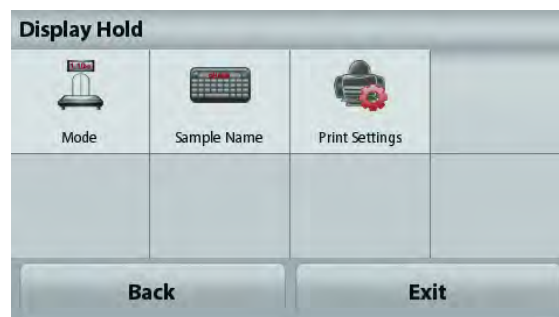 Display Hold
Mode
Sample Name
Print Settings
Back
Exit